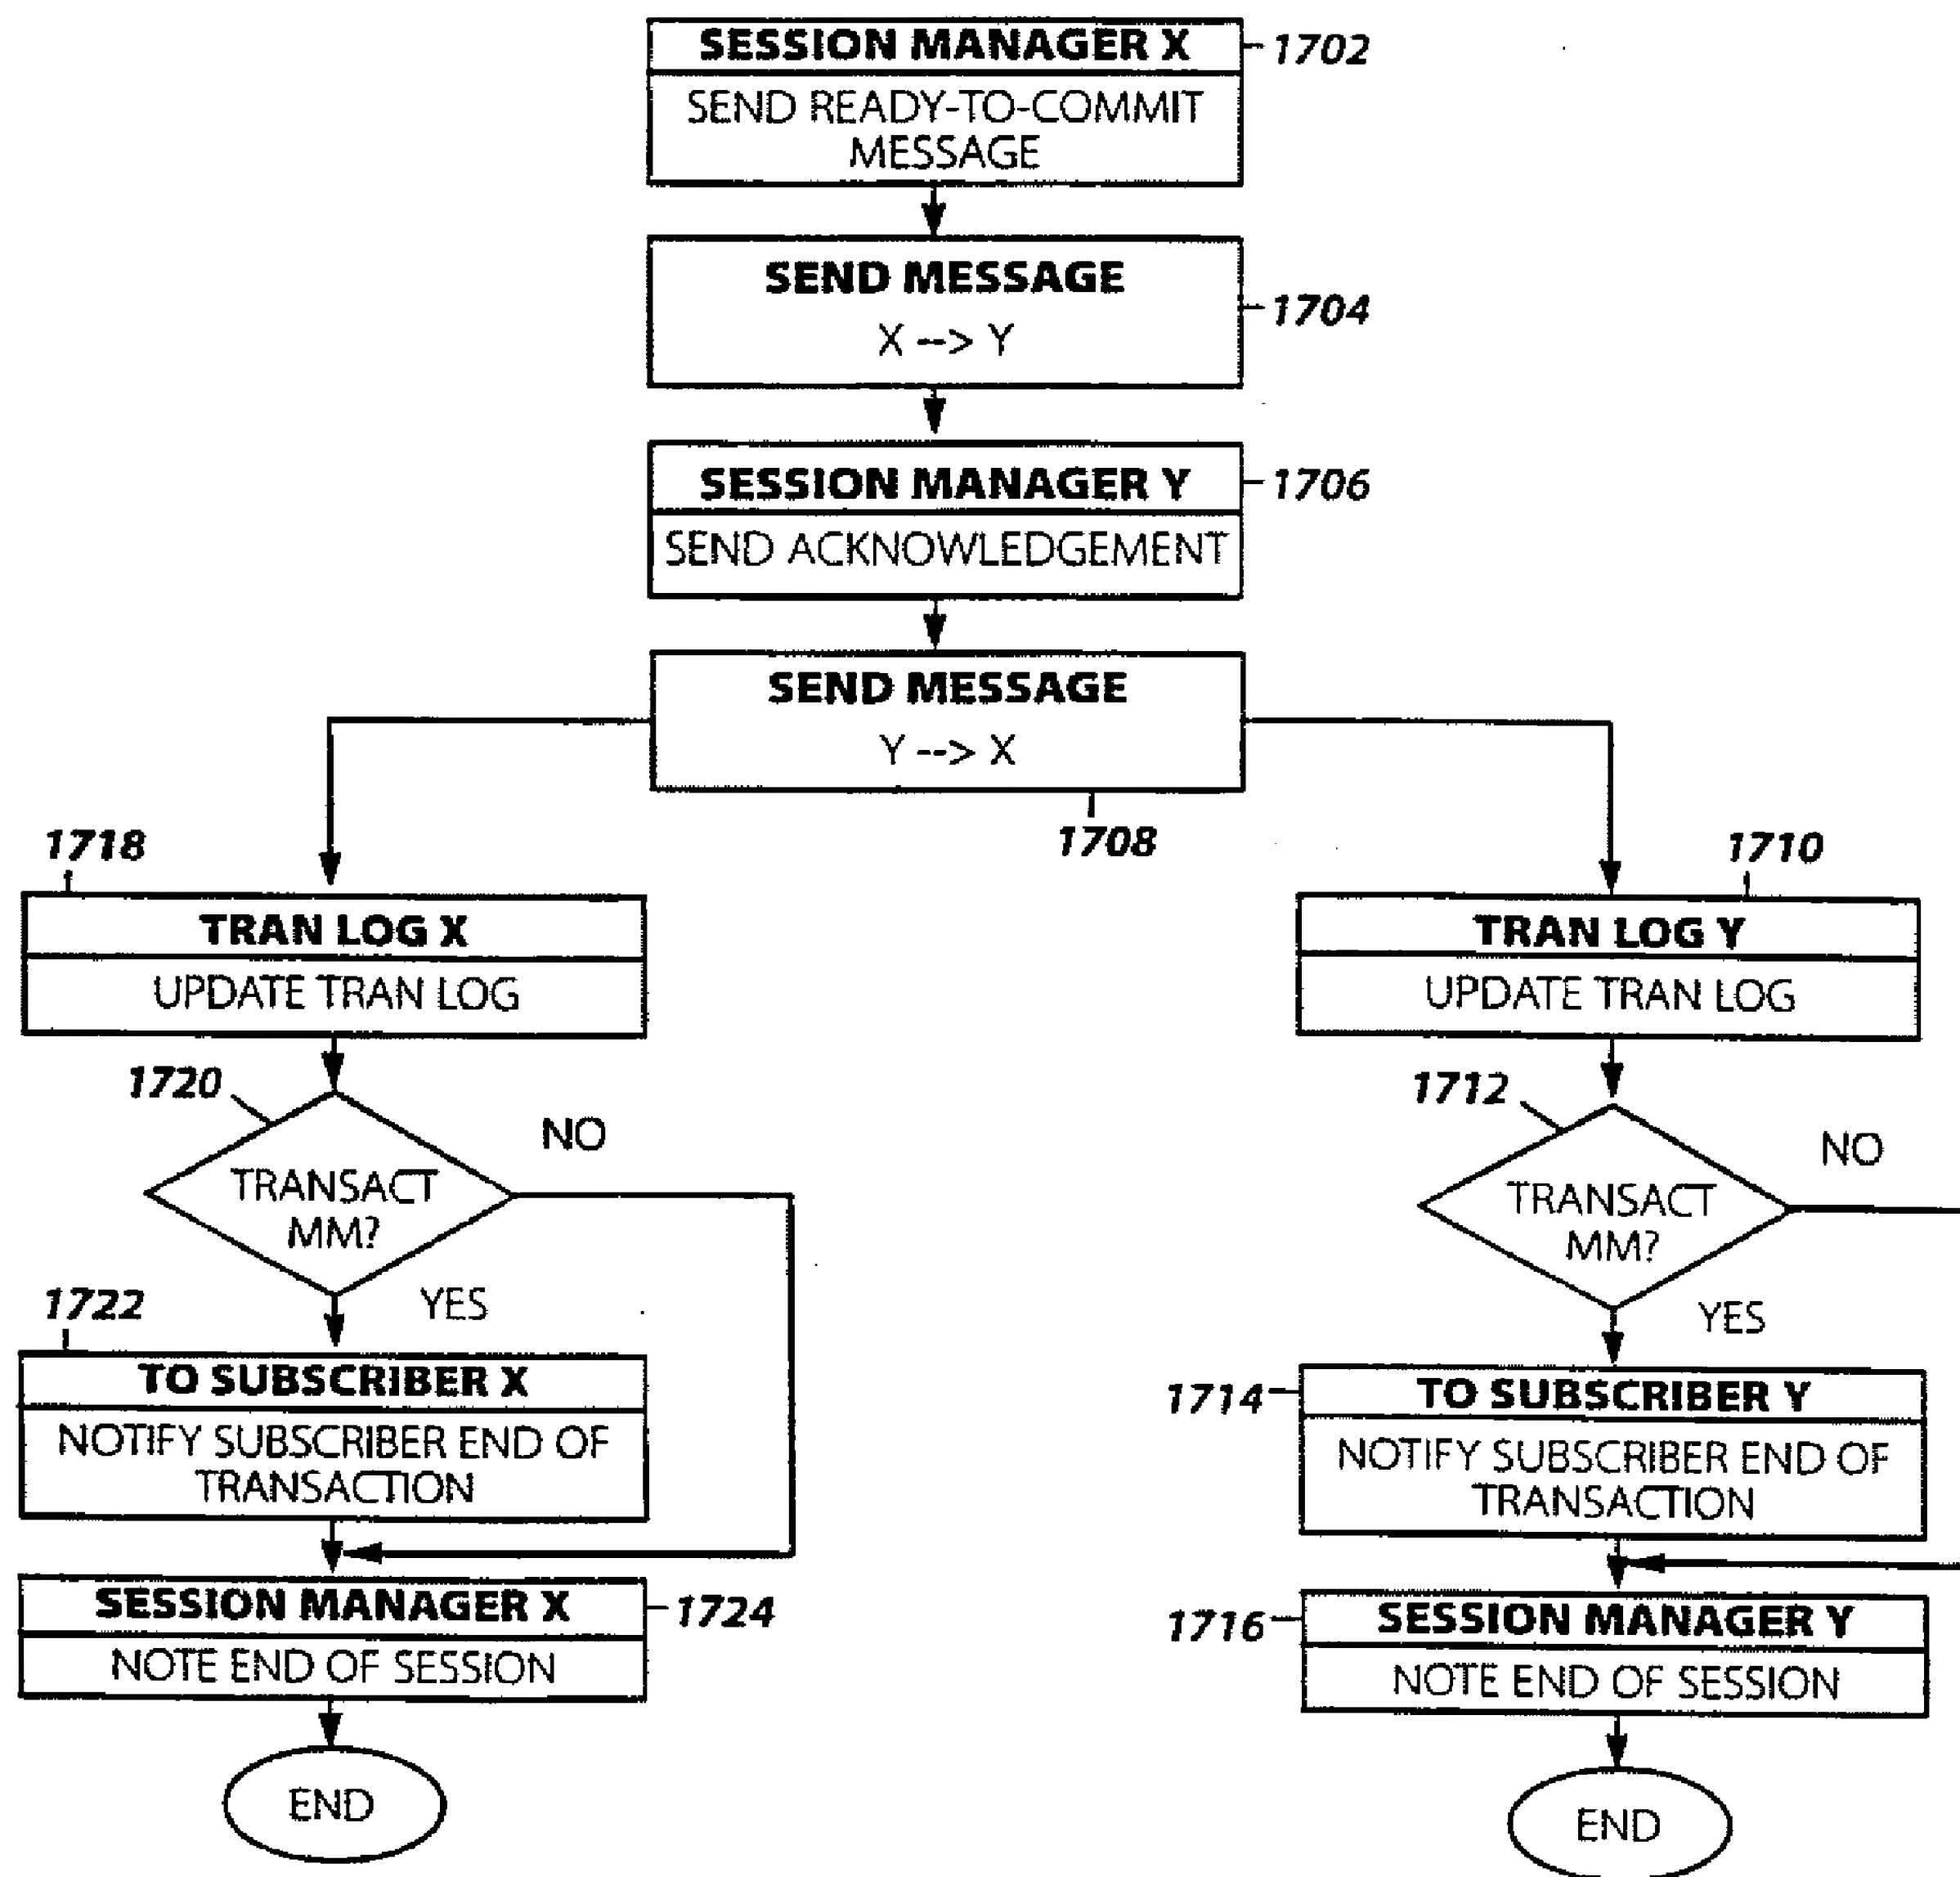 SESSION MANAGER X
1702
SEND READY-TO-COMMIT
MESSAGE
SEND MESSAGE
1704
X --> Y
SESSION MANAGER Y
1706
SEND ACKNOWLEDGEMENT
SEND MESSAGE
Y --> X
1708
1718
TRAN LOG X
UPDATE TRAN LOG
1720
NO
TRANSACT
MM?
YES
1722
TO SUBSCRIBER X
NOTIFY SUBSCRIBER END OF
TRANSACTION
SESSION MANAGER X
1724
NOTE END OF SESSION
END
1710
TRAN LOG Y
UPDATE TRAN LOG
1712
NO
TRANSACT
MM?
YES
1714
TO SUBSCRIBER Y
NOTIFY SUBSCRIBER END OF
TRANSACTION
1716
SESSION MANAGER Y
NOTE END OF SESSION
END